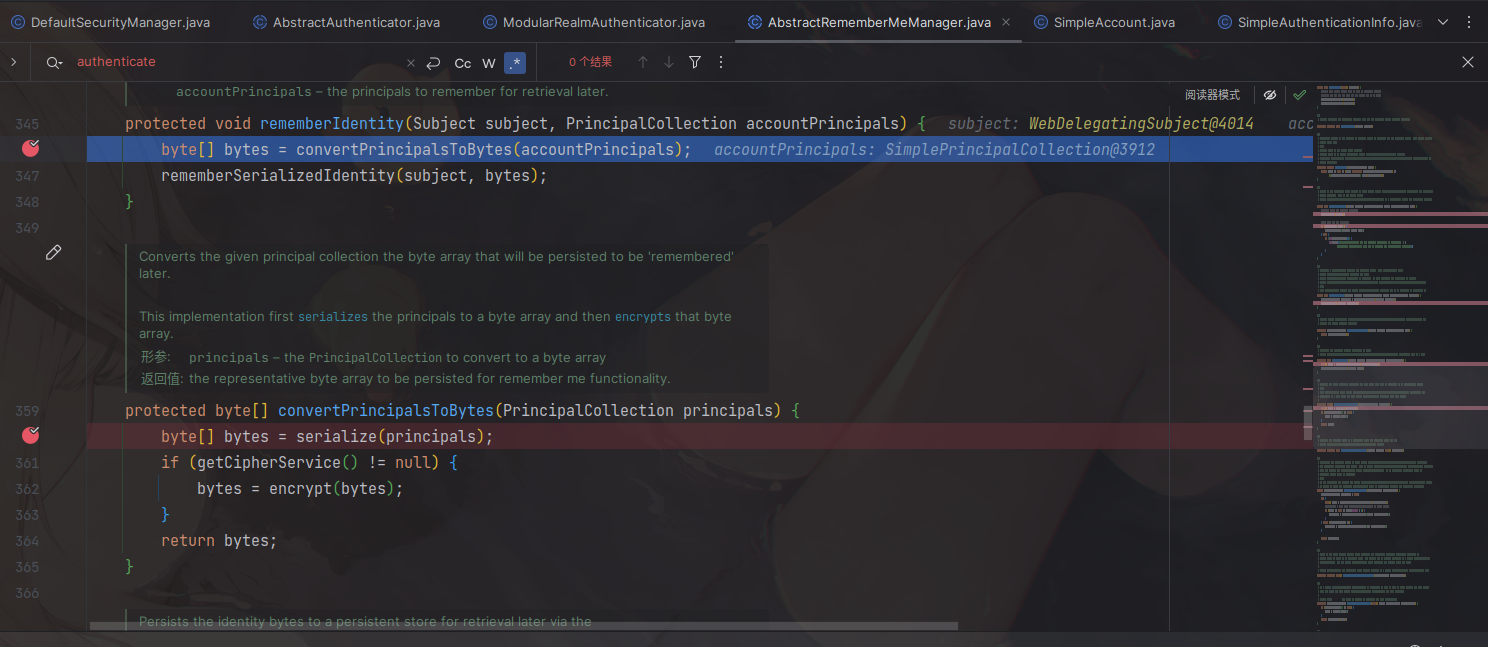 DefaultSecurityManager.java AbstractAuthenticator.java ModularRealmAuthenticator.java AbstractRememberMeManager.java SimpleAccount.java SimpleAuthenticationInfo.java
authenticate Cc W .* 0 个结果
accountPrincipals – the principals to remember for retrieval later.
阅读器模式
345 protected void rememberIdentity(Subject subject, PrincipalCollection accountPrincipals) { subject: WebDelegatingSubject@4014 acc
byte[] bytes = convertPrincipalsToBytes(accountPrincipals); accountPrincipals: SimplePrincipalCollection@3912
347 rememberSerializedIdentity(subject, bytes);
348 }
349
Converts the given principal collection the byte array that will be persisted to be 'remembered'
later.
This implementation first serializes the principals to a byte array and then encrypts that byte
array.
形参: principals – the PrincipalCollection to convert to a byte array
返回值: the representative byte array to be persisted for remember me functionality.
359 protected byte[] convertPrincipalsToBytes(PrincipalCollection principals) {
byte[] bytes = serialize(principals);
361 if (getCipherService() != null) {
362 bytes = encrypt(bytes);
363 }
364 return bytes;
365 }
366
Persists the identity bytes to a persistent store for retrieval later via the